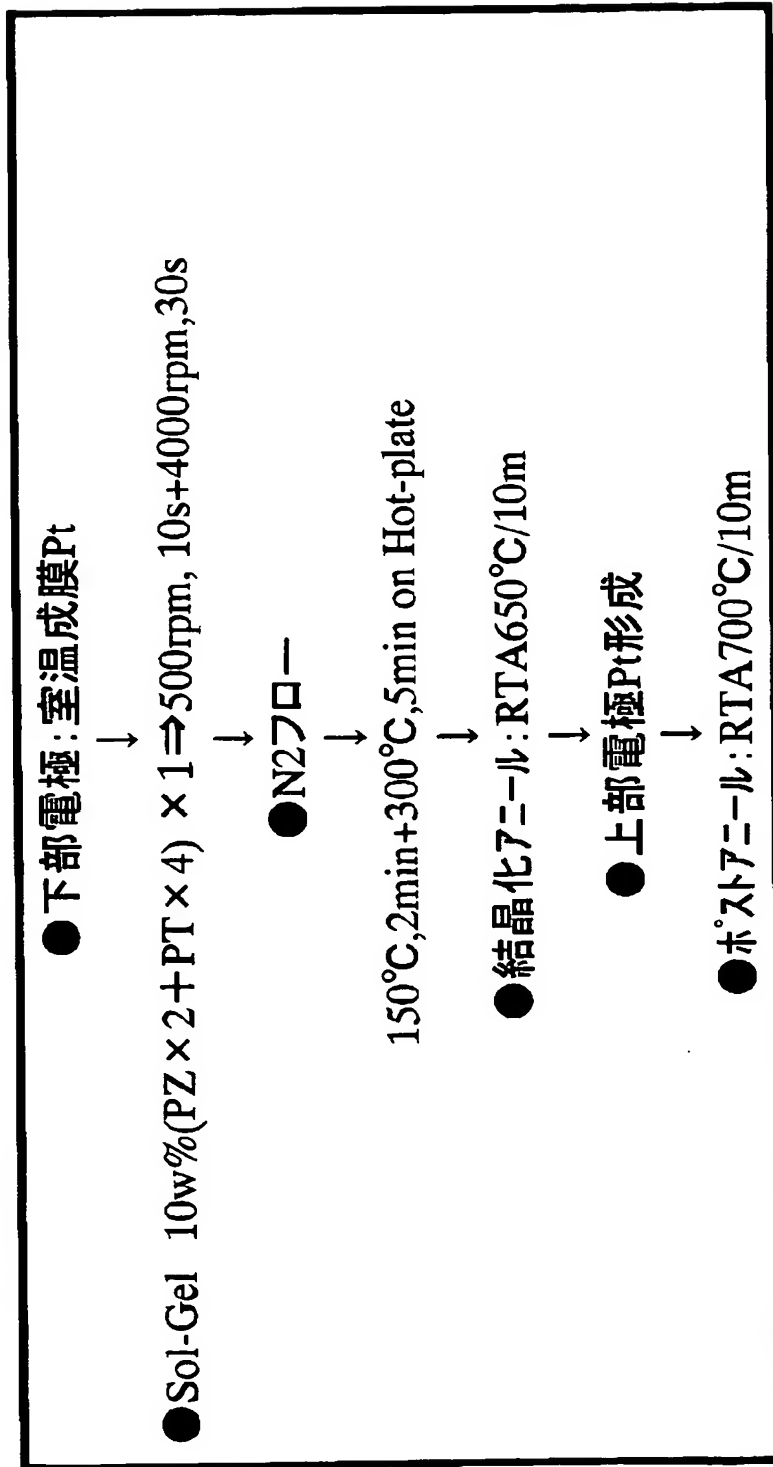 ●下部電極:室温成膜Pt
↓
●Sol-Gel 10w%(PZ×2+PT×4) ×1⇒500rpm, 10s+4000rpm,30s
↓
●N2フロー
↓
150℃,2min+300℃,5min on Hot-plate
↓
●結晶化アニール:RTA650℃/10m
↓
●上部電極Pt形成
↓
●ポストアニール:RTA700℃/10m